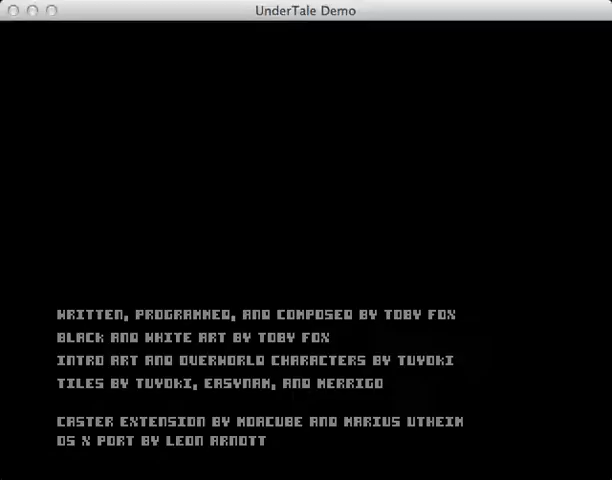 UnderTale Demo
WRITTEN, PROGRAMMED, AND COMPOSED BY TOBY FOX
BLACK AND WHITE ART BY TOBY FOX
INTRO ART AND OVERWORLD CHARACTERS BY TUYOKI
TILES BY TUYOKI, EASYNAM, AND MERRIGO
CASTER EXTENSION BY MOACUBE AND MARIUS UTHEIM
OS X PORT BY LEON ARNOTT